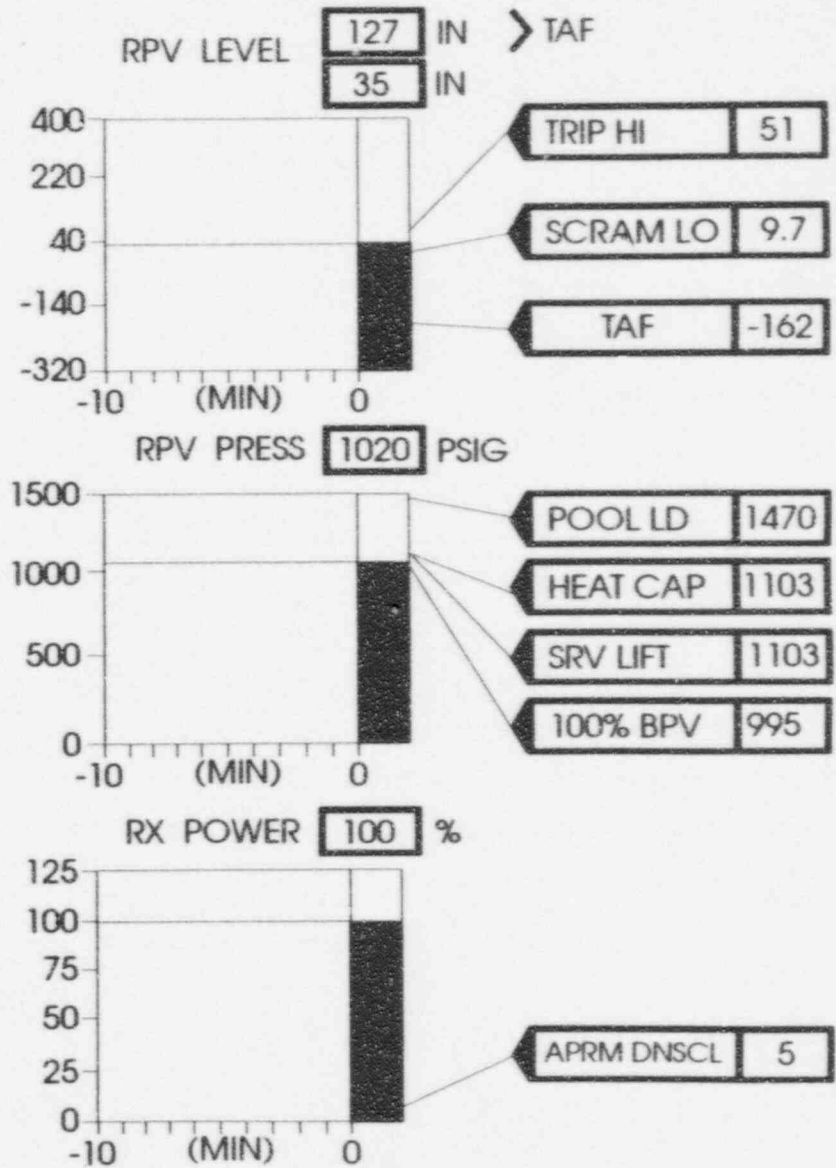 RPV LEVEL 127 IN > TAF
35 IN
400
220
40
-140
-320
-10 (MIN) 0
TRIP HI 51
SCRAM LO 9.7
TAF -162
RPV PRESS 1020 PSIG
1500
1000
500
0
-10 (MIN) 0
POOL LD 1470
HEAT CAP 1103
SRV LIFT 1103
100% BPV 995
RX POWER 100 %
125
100
75
50
25
0
-10 (MIN) 0
APRM DNSCL 5